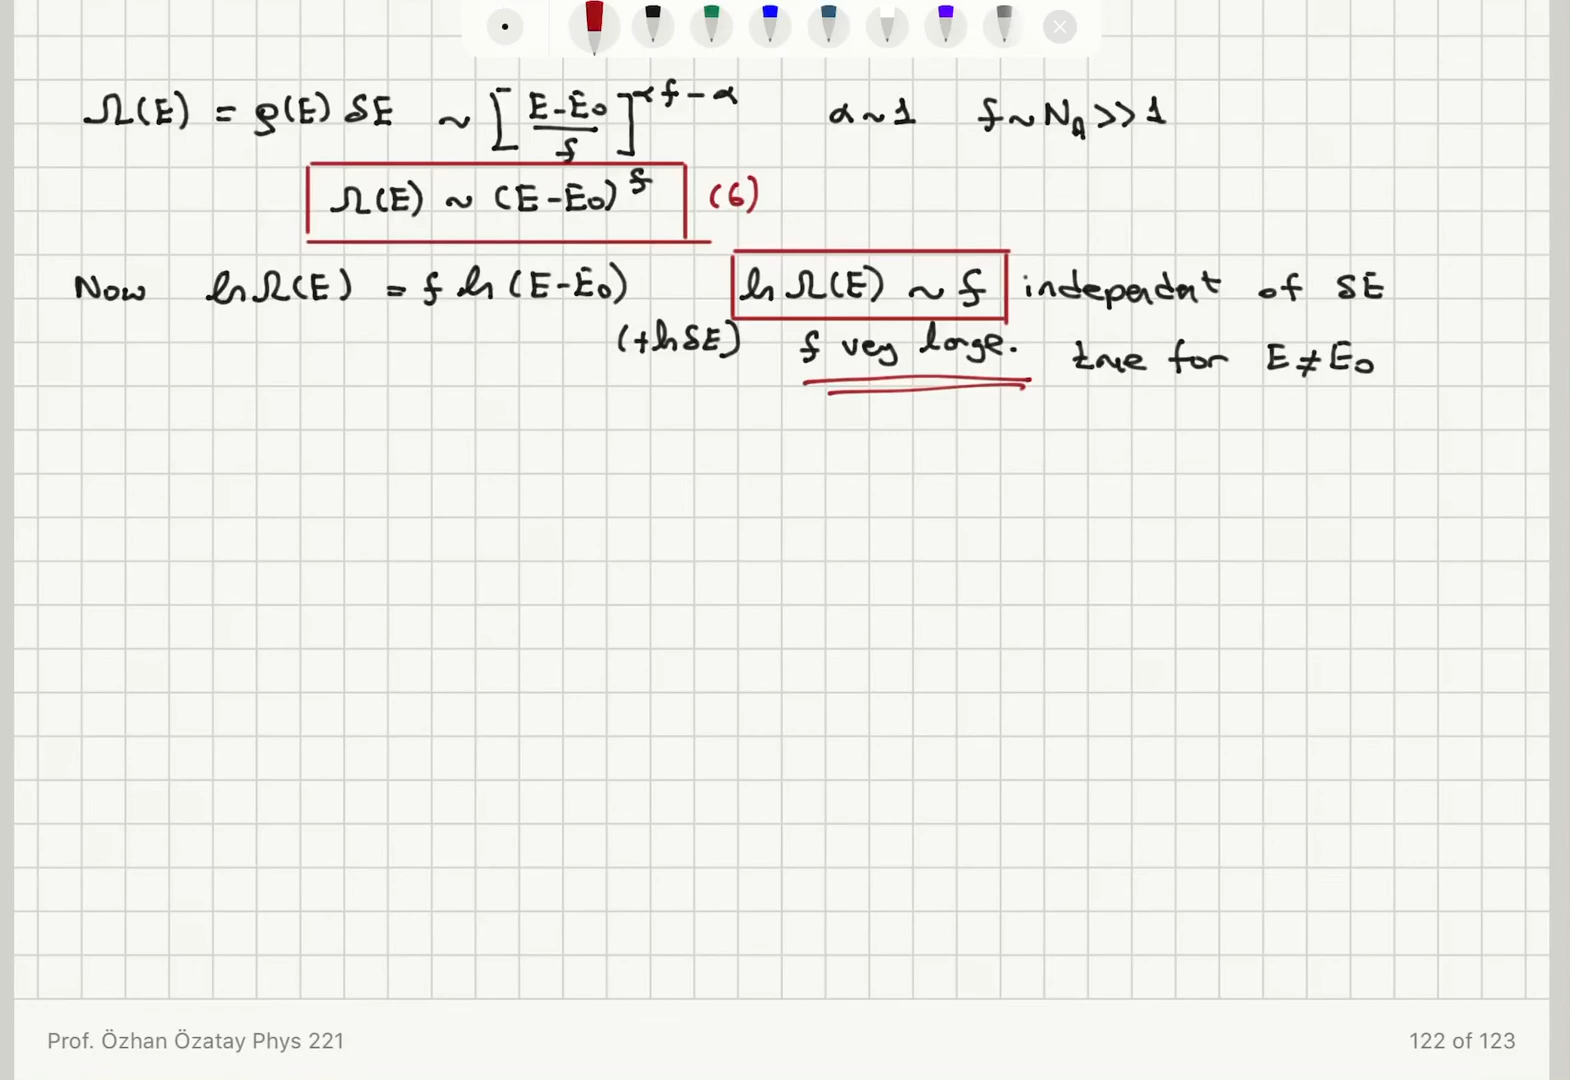 Ω(E) = ρ(E) δE ~ [(E-E₀)/f]^(αf-α) α~1 f~N_A >> 1
Ω(E) ~ (E-E₀)^f (6)
Now ln Ω(E) = f ln (E-E₀) ln Ω(E) ~ f independent of δE
(+ln δE) f very large. true for E≠E₀
Prof. Özhan Özatay Phys 221 122 of 123